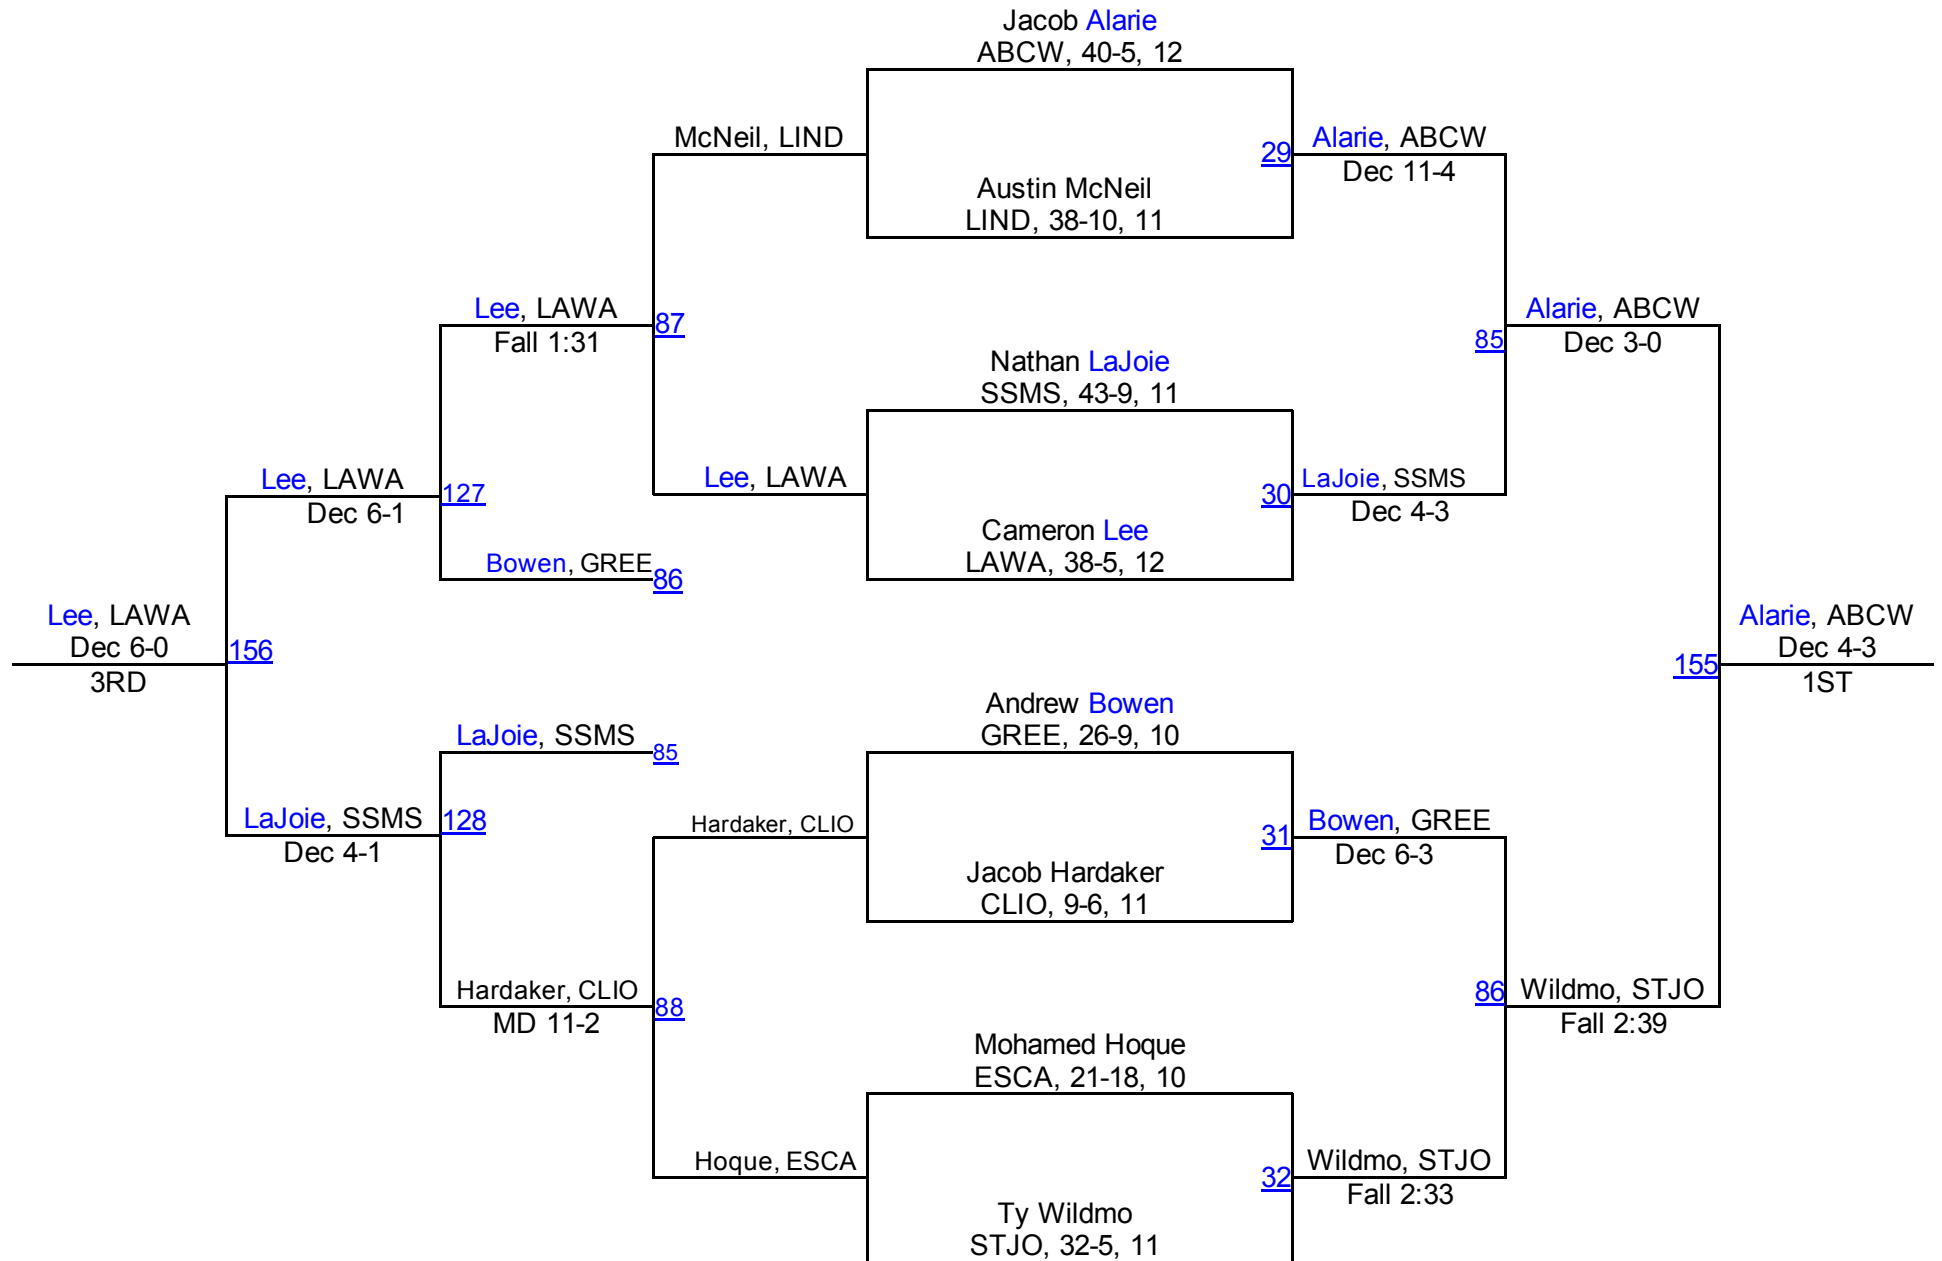 Jacob Alarie
ABCW, 40-5, 12
McNeil, LIND
29
Alarie, ABCW
Dec 11-4
Austin McNeil
LIND, 38-10, 11
Lee, LAWA
Fall 1:31
87
85
Alarie, ABCW
Dec 3-0
Nathan LaJoie
SSMS, 43-9, 11
Lee, LAWA
Dec 6-1
127
Lee, LAWA
30
LaJoie, SSMS
Dec 4-3
Cameron Lee
LAWA, 38-5, 12
Bowen, GREE
86
Lee, LAWA
Dec 6-0
3RD
156
155
Alarie, ABCW
Dec 4-3
1ST
Andrew Bowen
GREE, 26-9, 10
LaJoie, SSMS
85
LaJoie, SSMS
Dec 4-1
128
Hardaker, CLIO
31
Bowen, GREE
Dec 6-3
Jacob Hardaker
CLIO, 9-6, 11
Hardaker, CLIO
MD 11-2
88
86
Wildmo, STJO
Fall 2:39
Mohamed Hoque
ESCA, 21-18, 10
Hoque, ESCA
32
Wildmo, STJO
Fall 2:33
Ty Wildmo
STJO, 32-5, 11